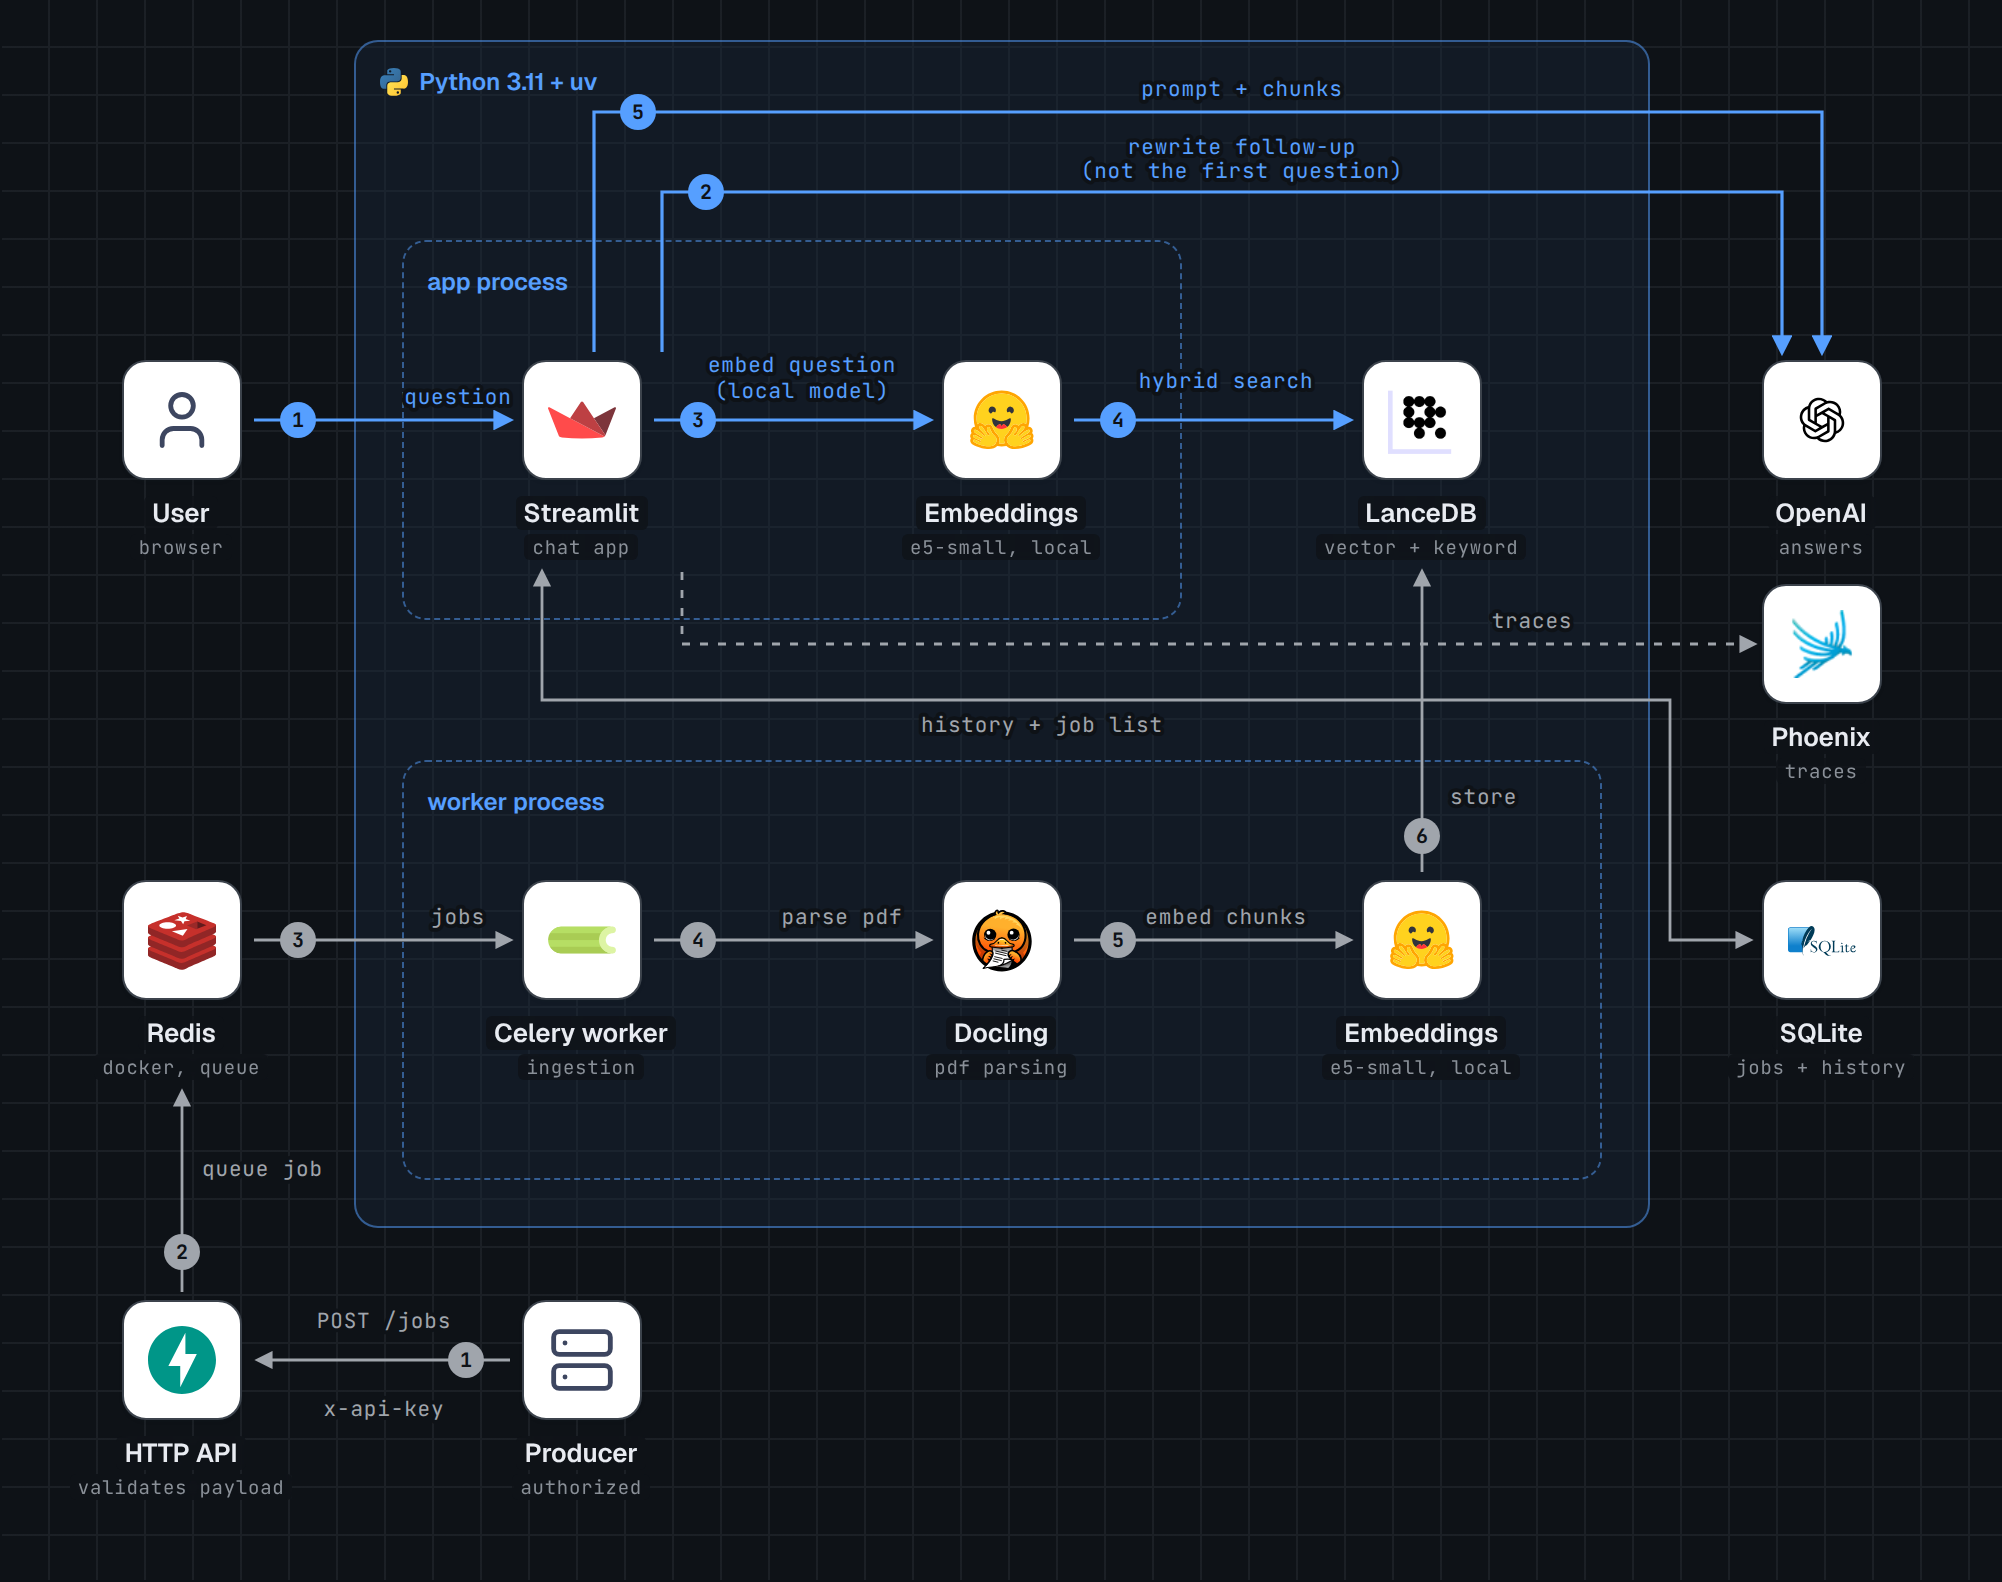 Python 3.11 + uv
5
prompt + chunks
rewrite follow-up
(not the first question)
2
app process
1
question
3
embed question
(local model)
4
hybrid search
User
browser
Streamlit
chat app
Embeddings
e5-small, local
LanceDB
vector + keyword
OpenAI
answers
traces
Phoenix
traces
history + job list
worker process
store
6
3
jobs
4
parse pdf
5
embed chunks
SQLite
Redis
docker, queue
Celery worker
ingestion
Docling
pdf parsing
Embeddings
e5-small, local
SQLite
jobs + history
queue job
2
POST /jobs
1
x-api-key
HTTP API
validates payload
Producer
authorized